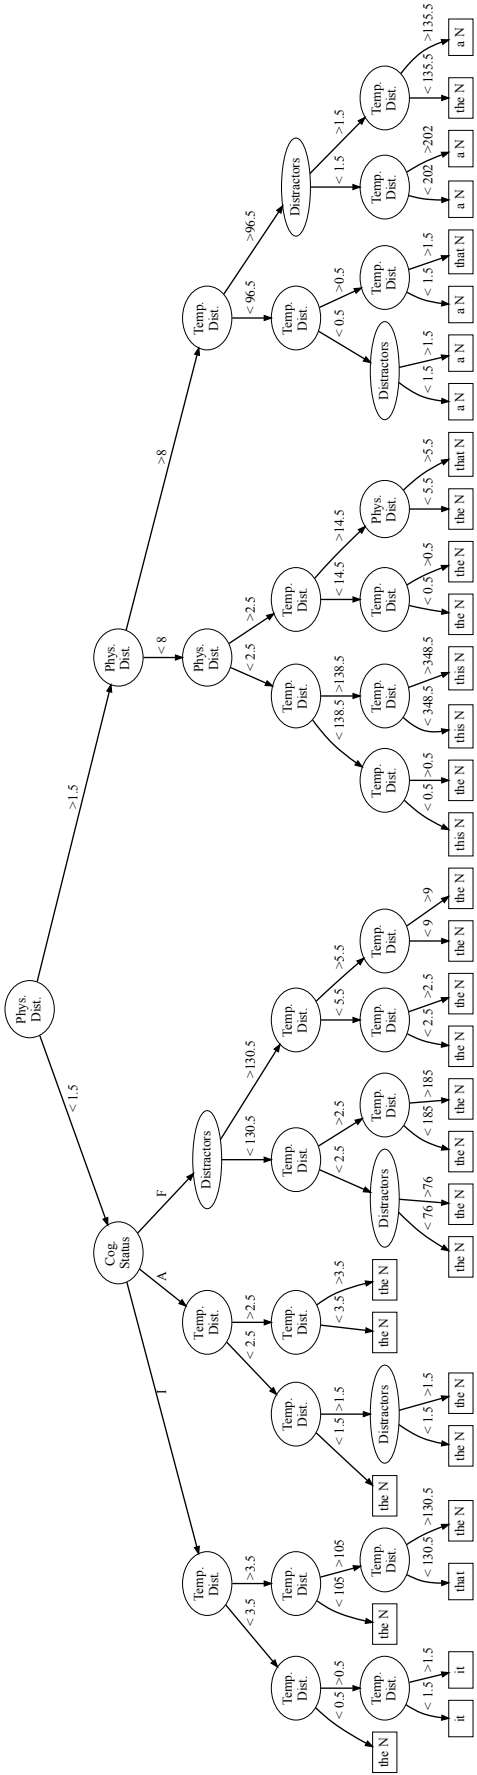 Phys.
Dist.
< 1.5
>1.5
Cog.
Status
Phys.
Dist.
I
A
F
< 8
>8
Temp.
Dist.
Temp.
Dist.
Distractors
Phys.
Dist.
Temp.
Dist.
< 3.5
>3.5
< 2.5
>2.5
< 130.5
>130.5
< 2.5
>2.5
< 96.5
>96.5
Temp.
Dist.
Temp.
Dist.
Temp.
Dist.
Temp.
Dist.
Temp.
Dist.
Temp.
Dist.
Temp.
Dist.
Temp.
Dist.
Temp.
Dist.
Distractors
< 0.5
>0.5
< 105
>105
< 1.5
>1.5
< 3.5
>3.5
< 2.5
>2.5
< 5.5
>5.5
< 138.5
>138.5
< 14.5
>14.5
< 0.5
>0.5
< 1.5
>1.5
the N
Temp.
Dist.
the N
Temp.
Dist.
the N
Distractors
the N
the N
Distractors
Temp.
Dist.
Temp.
Dist.
Temp.
Dist.
Temp.
Dist.
Temp.
Dist.
Temp.
Dist.
Phys.
Dist.
Distractors
Temp.
Dist.
Temp.
Dist.
Temp.
Dist.
< 1.5
>1.5
< 130.5
>130.5
< 1.5
>1.5
< 76
>76
< 185
>185
< 2.5
>2.5
< 9
>9
< 0.5
>0.5
< 348.5
>348.5
< 0.5
>0.5
< 5.5
>5.5
< 1.5
>1.5
< 1.5
>1.5
< 202
>202
< 135.5
>135.5
it
it
that
the N
the N
the N
the N
the N
the N
the N
the N
the N
the N
the N
this N
the N
this N
this N
the N
the N
the N
that N
a N
a N
a N
that N
a N
a N
the N
a N